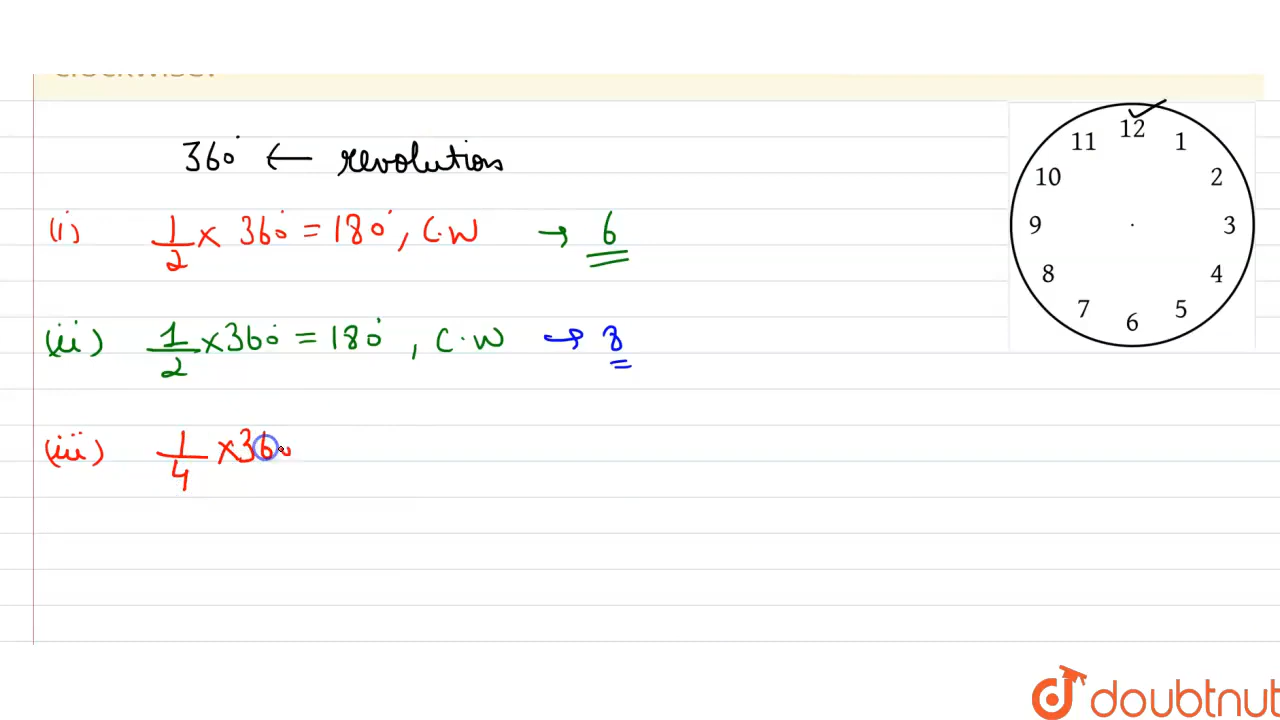 360° ← revolution
(i) 1/2 × 360° = 180°, C.W → 6
(ii) 1/2 × 360° = 180°, C.W → 8
(iii) 1/4 × 360
12
11 1
10 2
9 3
8 4
7 5
6
doubtnut